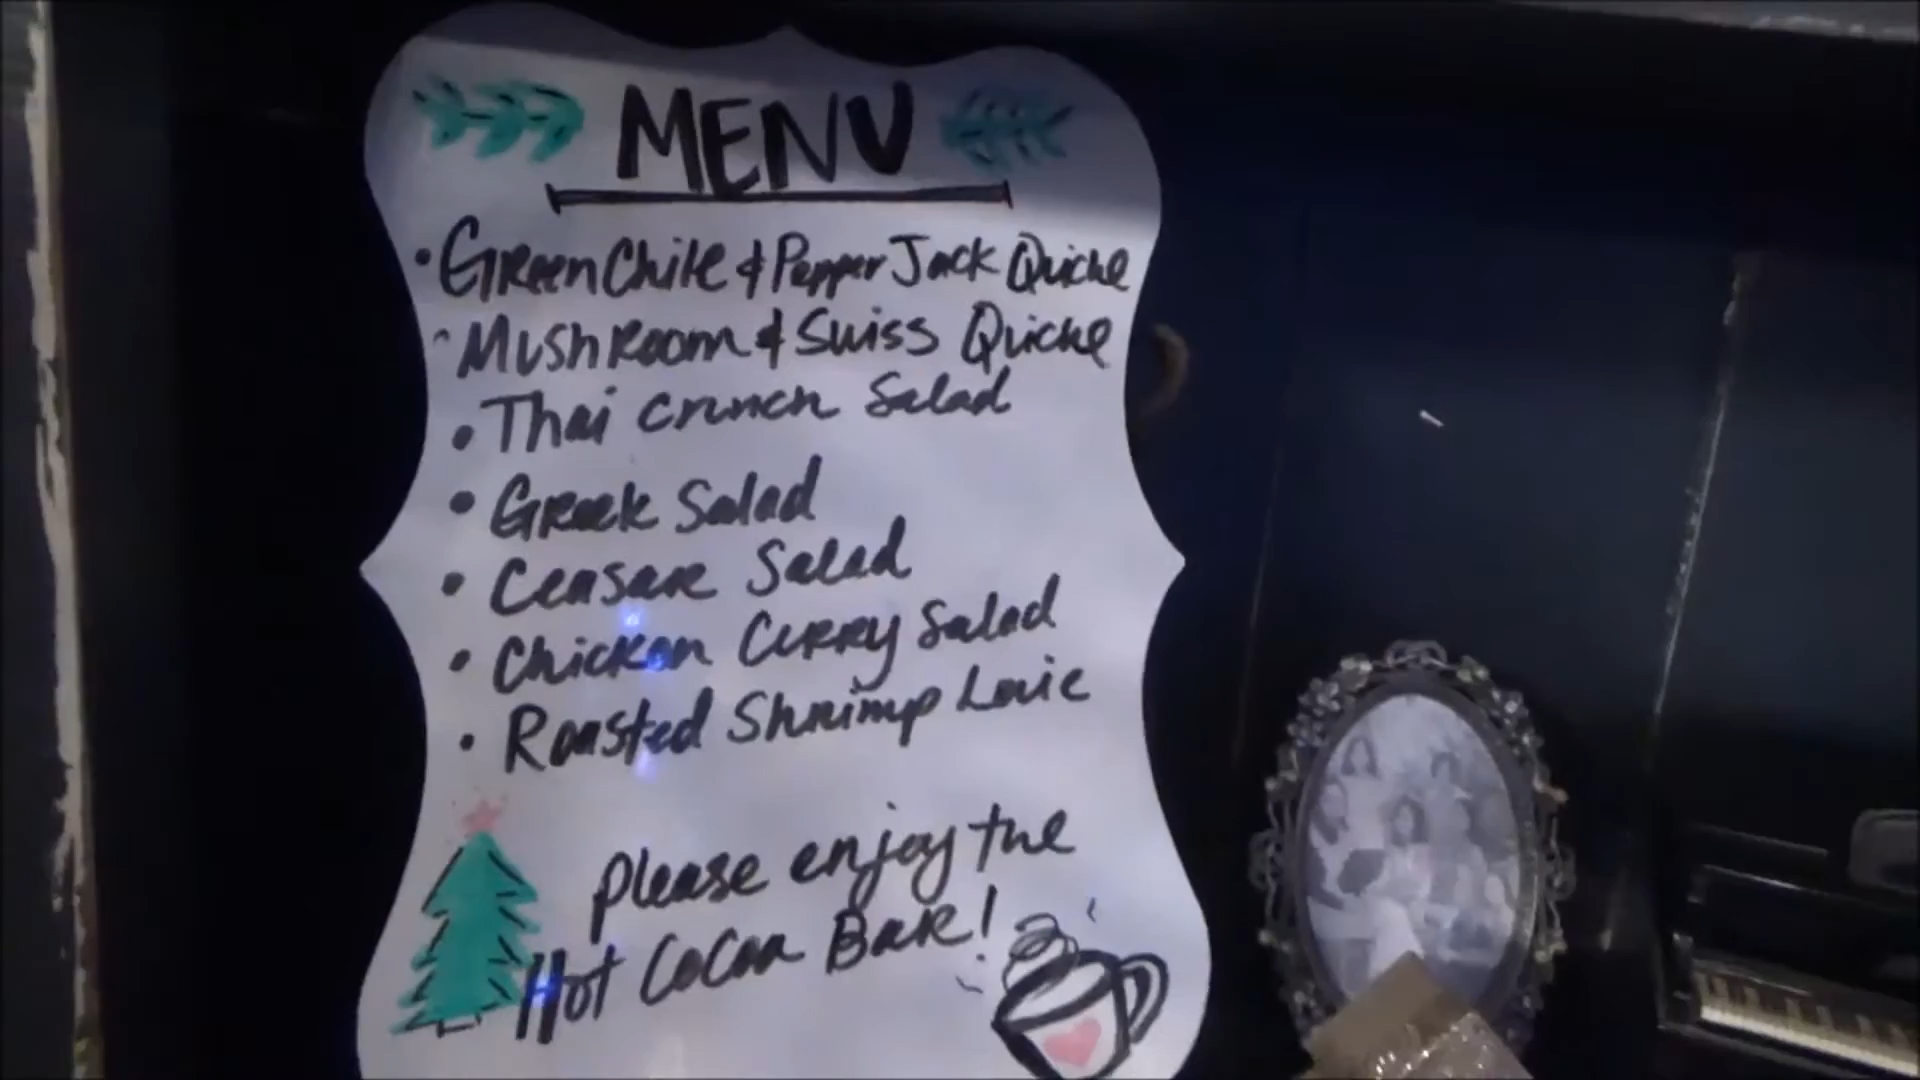 MENU
• Green Chile & Pepper Jack Quiche
• Mushroom & Swiss Quiche
• Thai Crunch Salad
• Greek Salad
• Ceasar Salad
• Chicken Curry Salad
• Roasted Shrimp Louie
Please enjoy the
Hot Cocoa Bar!